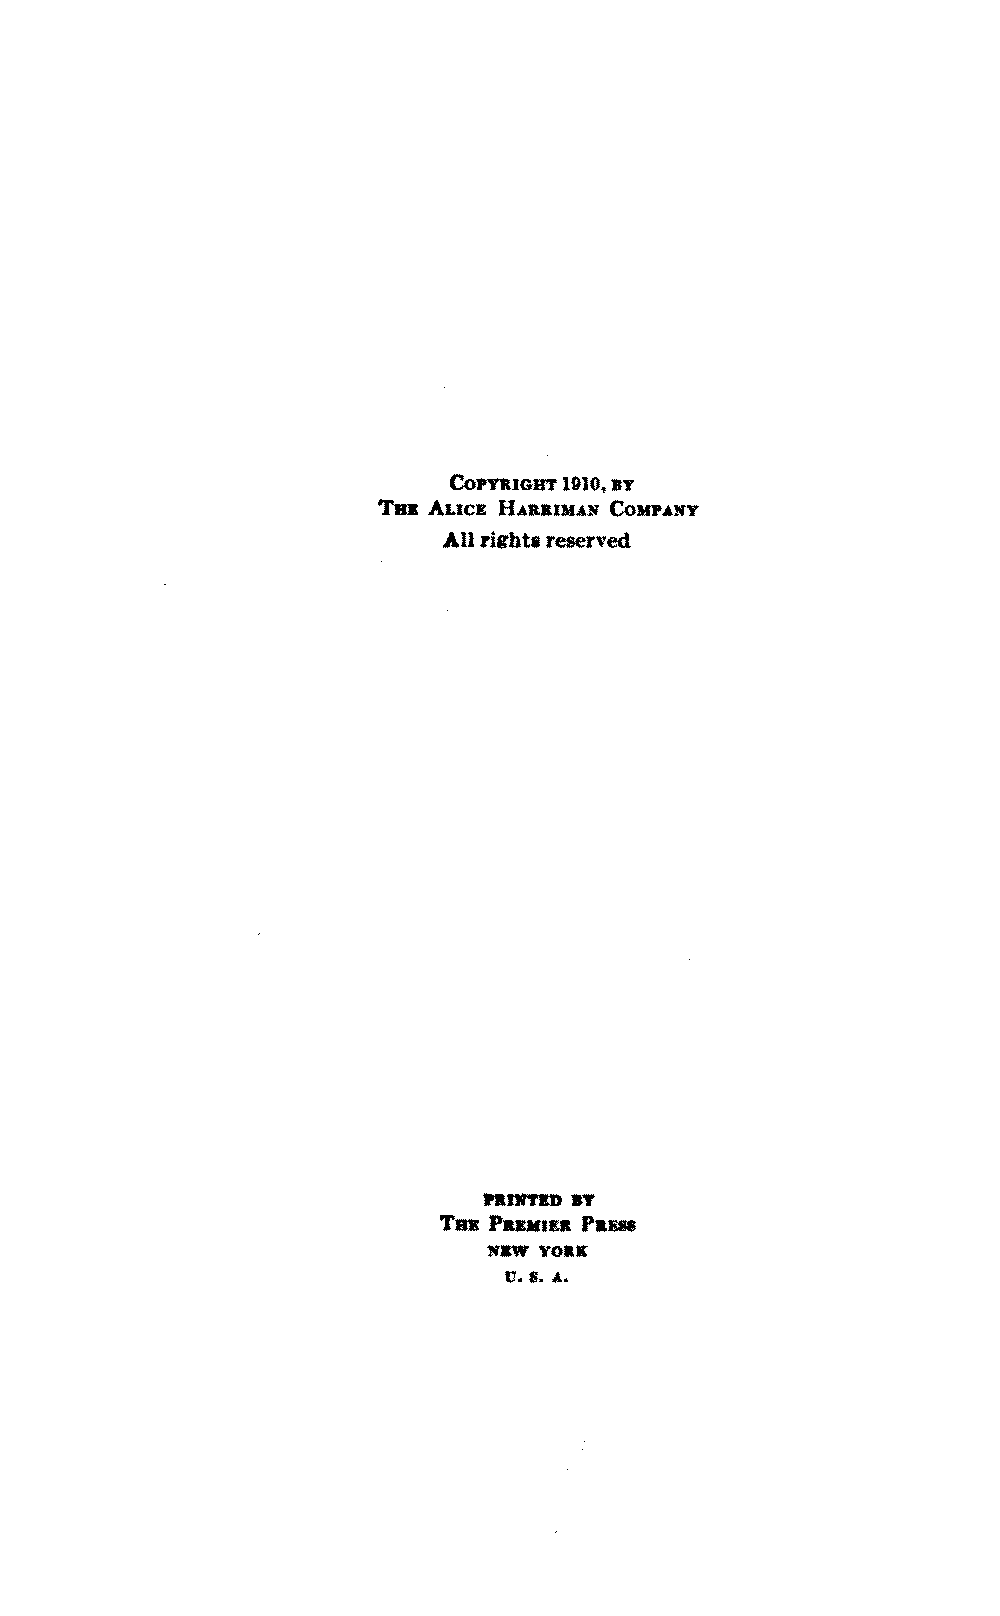 Copyright 1910, by
The Alice Harriman Company
All rights reserved
PRINTED BY
The Premier Press
NEW YORK
U. S. A.